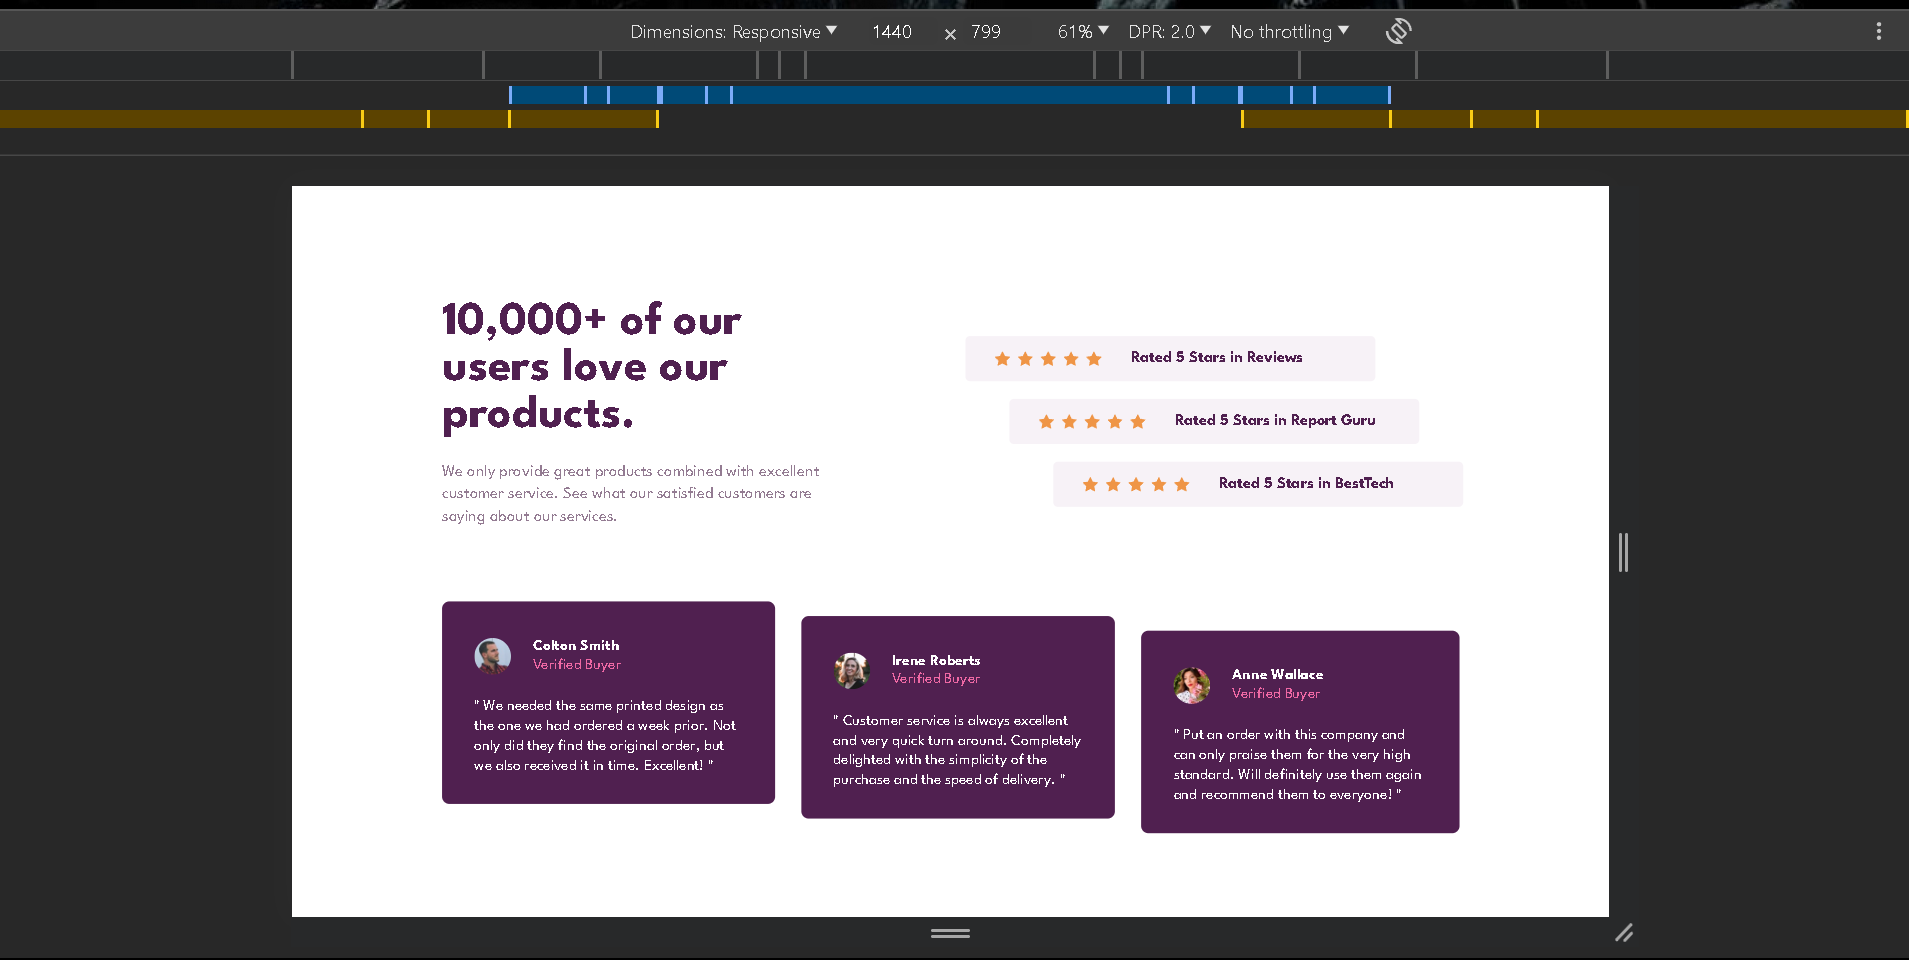 Dimensions: Responsive ▼ 1440 × 799 61% ▼ DPR: 2.0 ▼ No throttling ▼
10,000+ of our
users love our
products.
We only provide great products combined with excellent
customer service. See what our satisfied customers are
saying about our services.
Rated 5 Stars in Reviews
Rated 5 Stars in Report Guru
Rated 5 Stars in BestTech
Colton Smith
Verified Buyer
" We needed the same printed design as
the one we had ordered a week prior. Not
only did they find the original order, but
we also received it in time. Excellent! "
Irene Roberts
Verified Buyer
" Customer service is always excellent
and very quick turn around. Completely
delighted with the simplicity of the
purchase and the speed of delivery. "
Anne Wallace
Verified Buyer
" Put an order with this company and
can only praise them for the very high
standard. Will definitely use them again
and recommend them to everyone! "